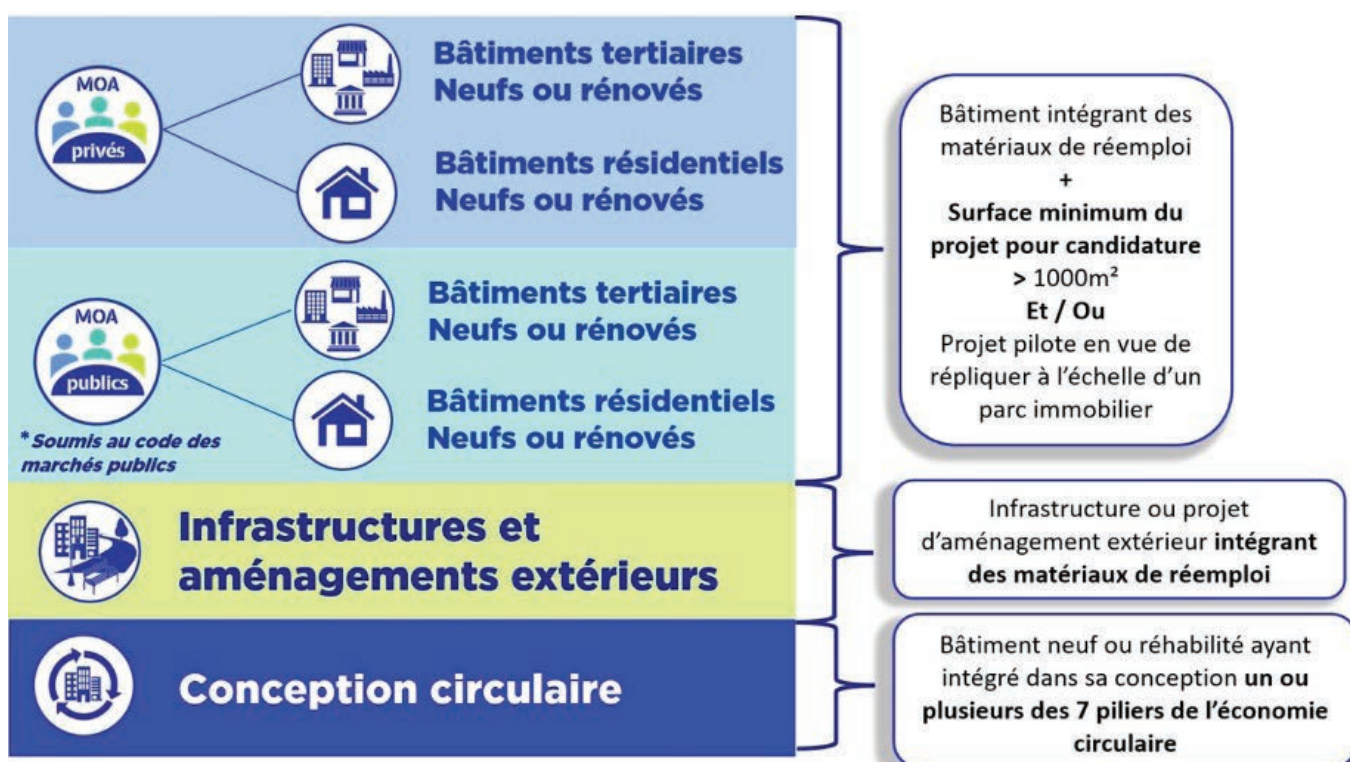 MOA
privés
Bâtiments tertiaires
Neufs ou rénovés
Bâtiments résidentiels
Neufs ou rénovés
MOA
publics
*Soumis au code des
marchés publics
Bâtiments tertiaires
Neufs ou rénovés
Bâtiments résidentiels
Neufs ou rénovés
Infrastructures et
aménagements extérieurs
Conception circulaire
Bâtiment intégrant des
matériaux de réemploi
+
Surface minimum du
projet pour candidature
> 1000m²
Et / Ou
Projet pilote en vue de
répliquer à l’échelle d’un
parc immobilier
Infrastructure ou projet
d’aménagement extérieur intégrant
des matériaux de réemploi
Bâtiment neuf ou réhabilité ayant
intégré dans sa conception un ou
plusieurs des 7 piliers de l’économie
circulaire